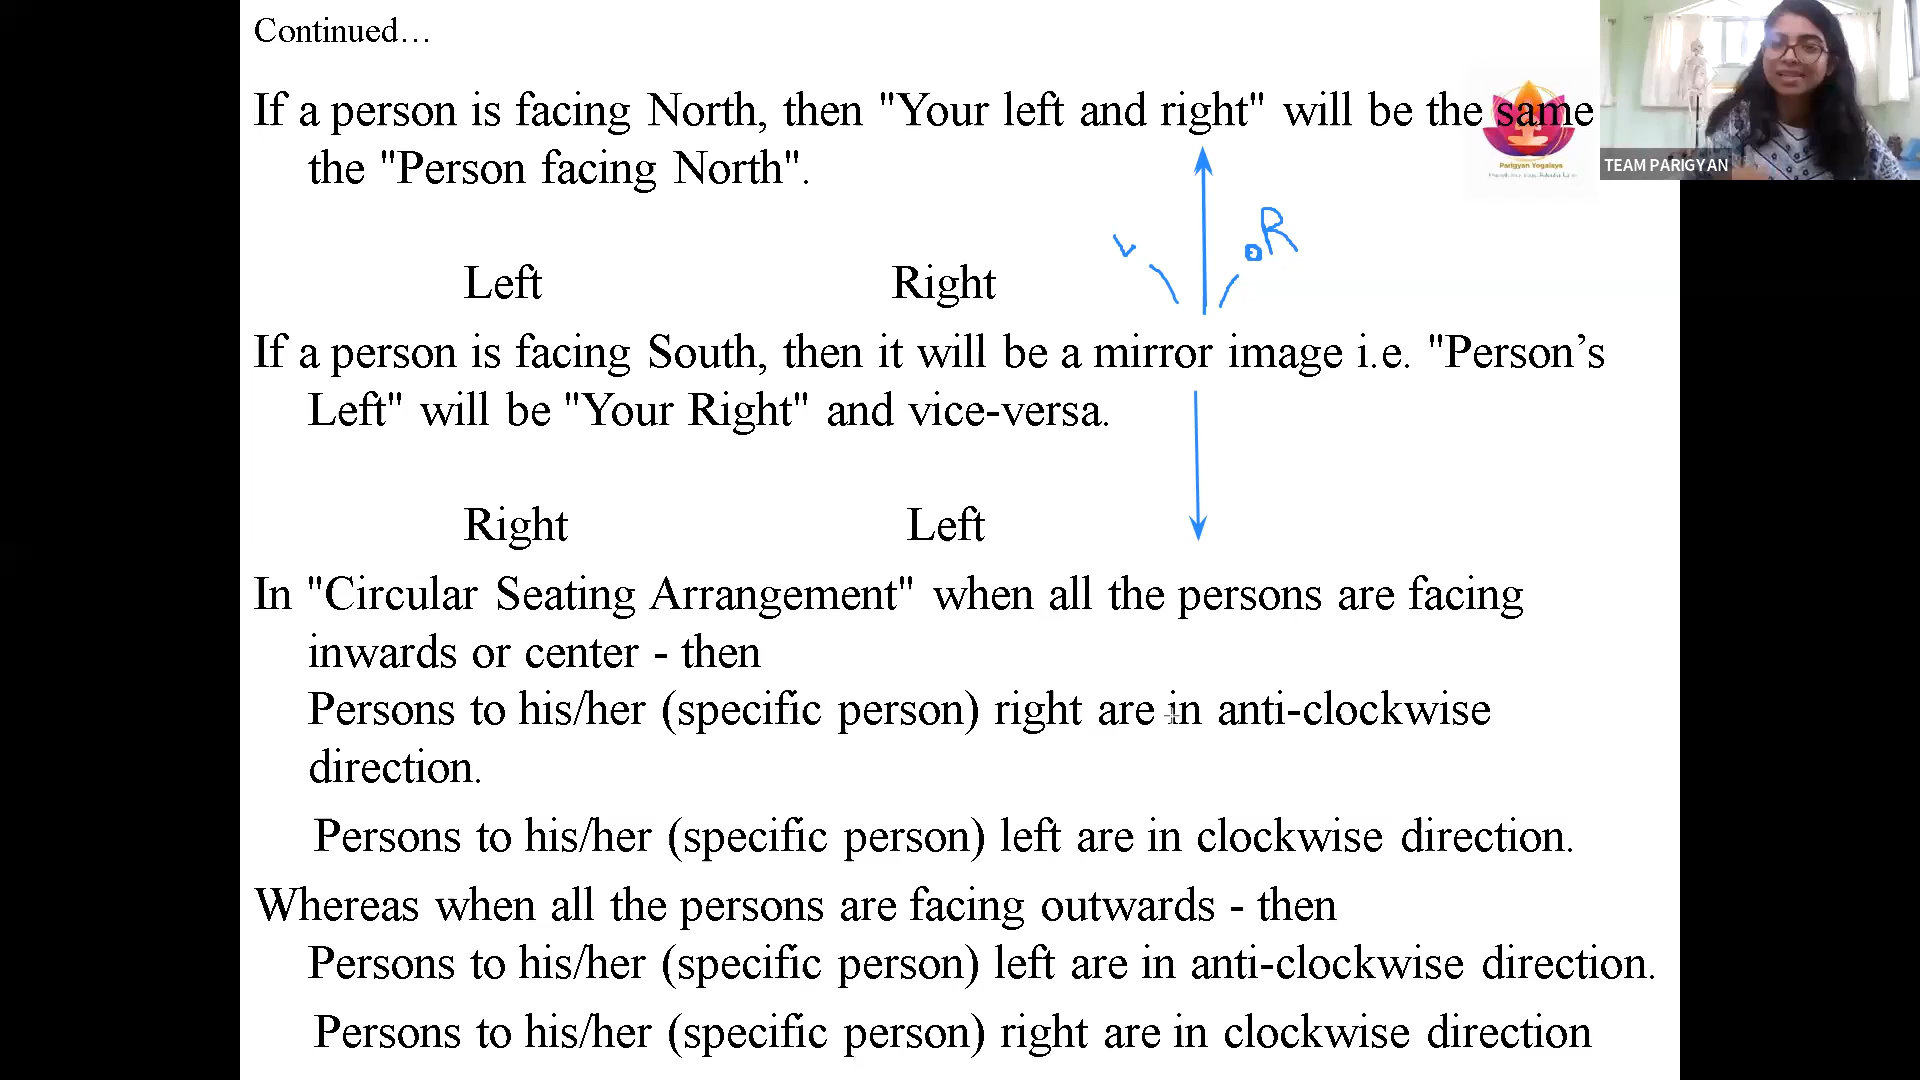 Continued…
If a person is facing North, then "Your left and right" will be the same
the "Person facing North".
Parigyan Yogalaya
TEAM PARIGYAN
R
Left Right
If a person is facing South, then it will be a mirror image i.e. "Person’s
Left" will be "Your Right" and vice-versa.
Right Left
In "Circular Seating Arrangement" when all the persons are facing
inwards or center - then
Persons to his/her (specific person) right are in anti-clockwise
direction.
Persons to his/her (specific person) left are in clockwise direction.
Whereas when all the persons are facing outwards - then
Persons to his/her (specific person) left are in anti-clockwise direction.
Persons to his/her (specific person) right are in clockwise direction